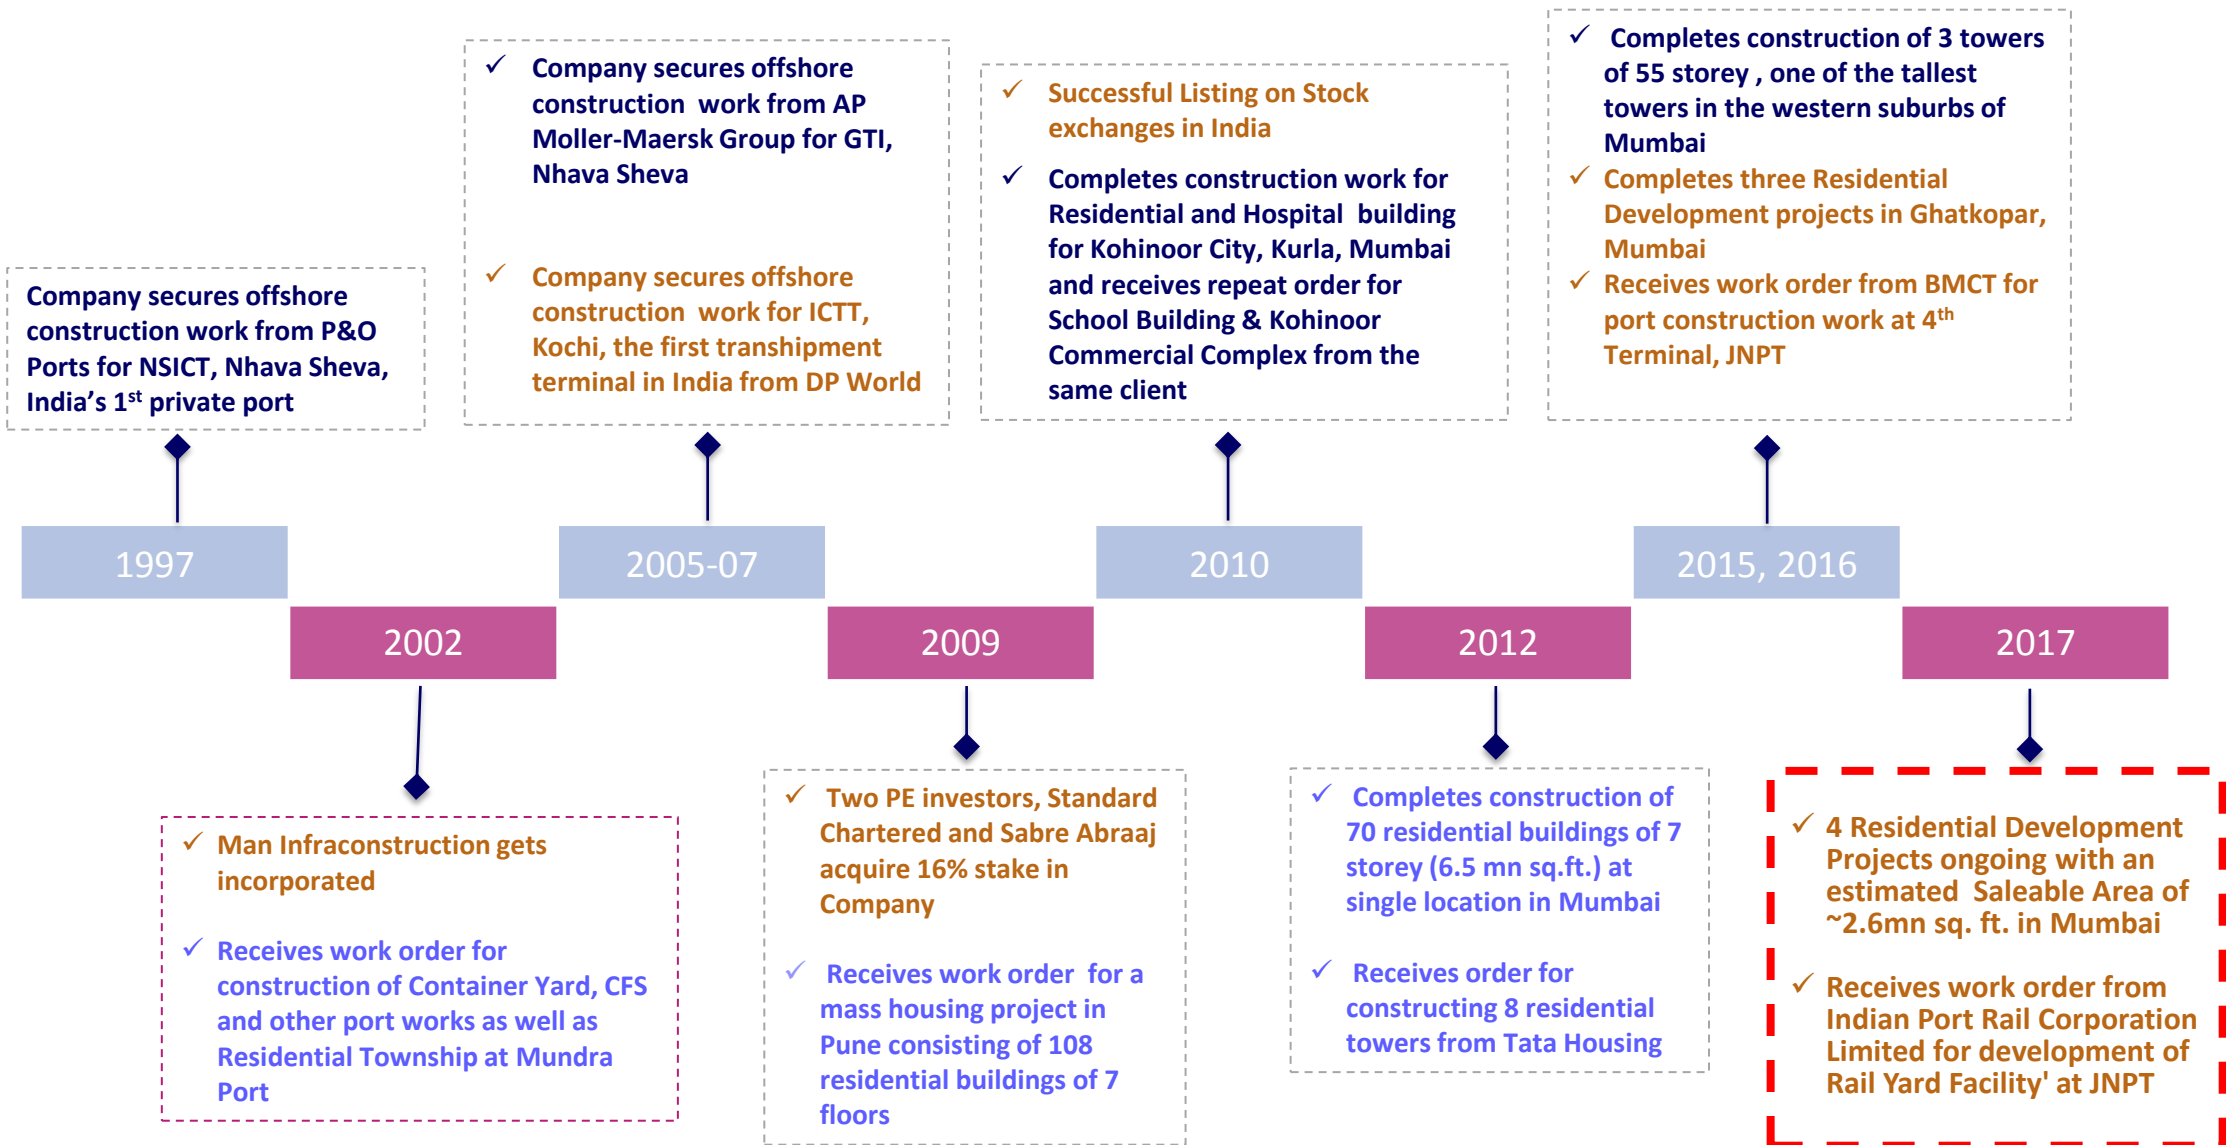 Company secures offshore
construction work from P&O
Ports for NSICT, Nhava Sheva,
India's 1st private port
✓ Company secures offshore
construction work from AP
Moller-Maersk Group for GTI,
Nhava Sheva
✓ Company secures offshore
construction work for ICTT,
Kochi, the first transhipment
terminal in India from DP World
✓ Successful Listing on Stock
exchanges in India
✓ Completes construction work for
Residential and Hospital building
for Kohinoor City, Kurla, Mumbai
and receives repeat order for
School Building & Kohinoor
Commercial Complex from the
same client
✓ Completes construction of 3 towers
of 55 storey , one of the tallest
towers in the western suburbs of
Mumbai
✓ Completes three Residential
Development projects in Ghatkopar,
Mumbai
✓ Receives work order from BMCT for
port construction work at 4th
Terminal, JNPT
1997
2005-07
2010
2015, 2016
2002
2009
2012
2017
✓ Man Infraconstruction gets
incorporated
✓ Receives work order for
construction of Container Yard, CFS
and other port works as well as
Residential Township at Mundra
Port
✓ Two PE investors, Standard
Chartered and Sabre Abraaj
acquire 16% stake in
Company
✓ Receives work order for a
mass housing project in
Pune consisting of 108
residential buildings of 7
floors
✓ Completes construction of
70 residential buildings of 7
storey (6.5 mn sq.ft.) at
single location in Mumbai
✓ Receives order for
constructing 8 residential
towers from Tata Housing
✓ 4 Residential Development
Projects ongoing with an
estimated Saleable Area of
~2.6mn sq. ft. in Mumbai
✓ Receives work order from
Indian Port Rail Corporation
Limited for development of
Rail Yard Facility' at JNPT